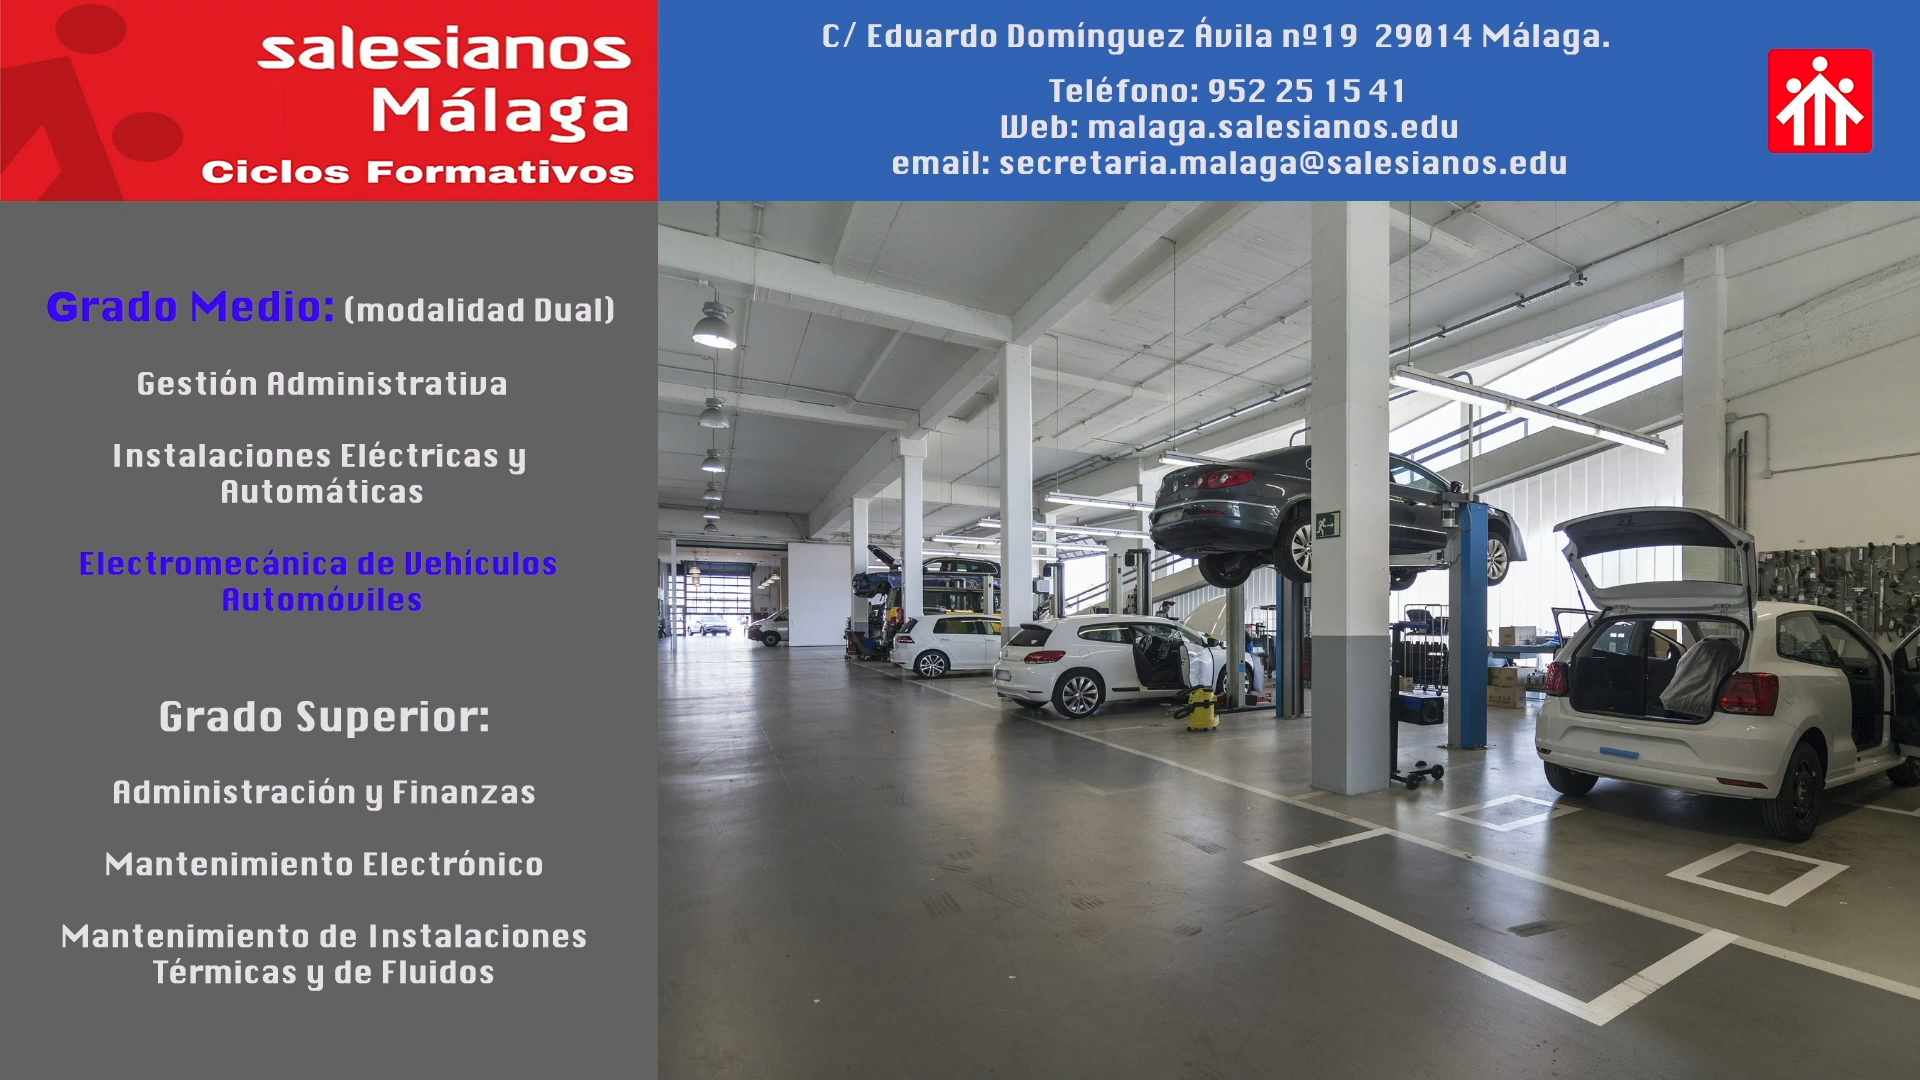 salesianos
Málaga
Ciclos Formativos
C/ Eduardo Domínguez Ávila nº19  29014 Málaga.
Teléfono: 952 25 15 41
Web: malaga.salesianos.edu
email: secretaria.malaga@salesianos.edu
Grado Medio: (modalidad Dual)
Gestión Administrativa
Instalaciones Eléctricas y
Automáticas
Electromecánica de Vehículos
Automóviles
Grado Superior:
Administración y Finanzas
Mantenimiento Electrónico
Mantenimiento de Instalaciones
Térmicas y de Fluidos